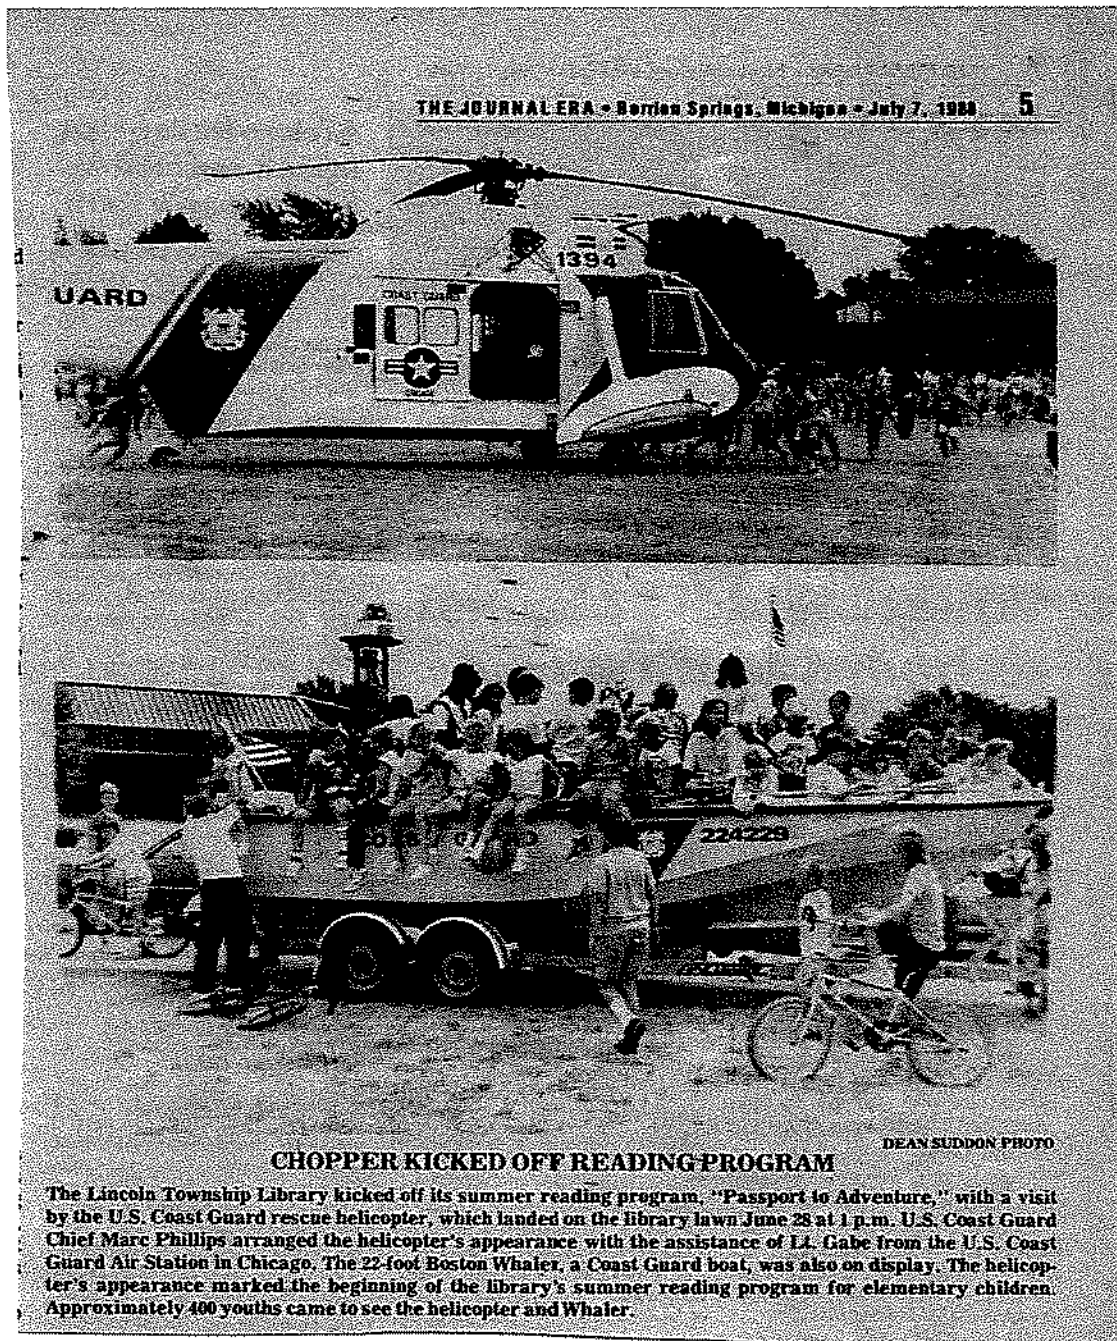 THE JOURNAL ERA • Berrien Springs, Michigan • July 7, 1988 5
1394
UARD
COAST GUARD
224229
DEAN SUDDON PHOTO
CHOPPER KICKED OFF READING PROGRAM
The Lincoln Township Library kicked off its summer reading program, "Passport to Adventure," with a visit
by the U.S. Coast Guard rescue helicopter, which landed on the library lawn June 28 at 1 p.m. U.S. Coast Guard
Chief Marc Phillips arranged the helicopter's appearance with the assistance of Lt. Gabe from the U.S. Coast
Guard Air Station in Chicago. The 22-foot Boston Whaler, a Coast Guard boat, was also on display. The helicop-
ter's appearance marked the beginning of the library's summer reading program for elementary children.
Approximately 400 youths came to see the helicopter and Whaler.